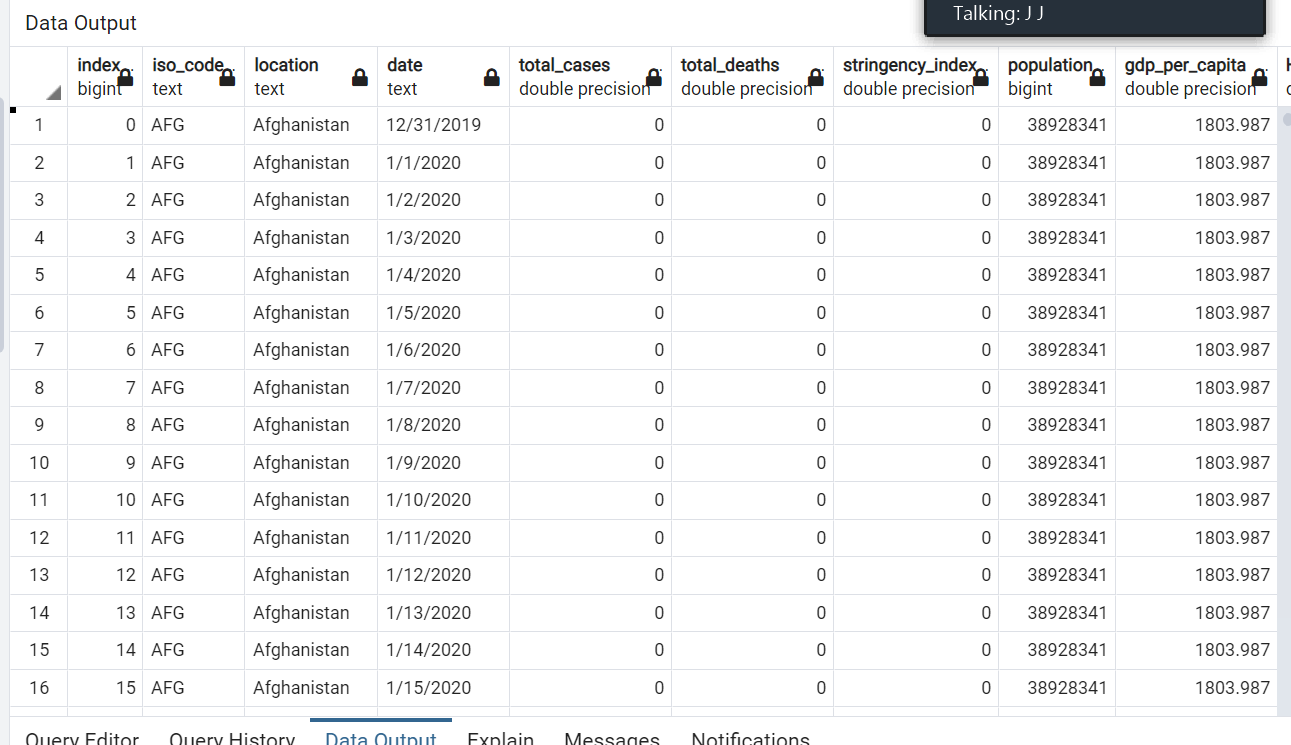 Talking: J J
Data Output
index iso_code location date total_cases total_deaths stringency_index population gdp_per_capita
bigint text text text double precision double precision double precision bigint double precision
1 0 AFG Afghanistan 12/31/2019 0 0 0 38928341 1803.987
2 1 AFG Afghanistan 1/1/2020 0 0 0 38928341 1803.987
3 2 AFG Afghanistan 1/2/2020 0 0 0 38928341 1803.987
4 3 AFG Afghanistan 1/3/2020 0 0 0 38928341 1803.987
5 4 AFG Afghanistan 1/4/2020 0 0 0 38928341 1803.987
6 5 AFG Afghanistan 1/5/2020 0 0 0 38928341 1803.987
7 6 AFG Afghanistan 1/6/2020 0 0 0 38928341 1803.987
8 7 AFG Afghanistan 1/7/2020 0 0 0 38928341 1803.987
9 8 AFG Afghanistan 1/8/2020 0 0 0 38928341 1803.987
10 9 AFG Afghanistan 1/9/2020 0 0 0 38928341 1803.987
11 10 AFG Afghanistan 1/10/2020 0 0 0 38928341 1803.987
12 11 AFG Afghanistan 1/11/2020 0 0 0 38928341 1803.987
13 12 AFG Afghanistan 1/12/2020 0 0 0 38928341 1803.987
14 13 AFG Afghanistan 1/13/2020 0 0 0 38928341 1803.987
15 14 AFG Afghanistan 1/14/2020 0 0 0 38928341 1803.987
16 15 AFG Afghanistan 1/15/2020 0 0 0 38928341 1803.987
Query Editor Query History Data Output Explain Messages Notifications